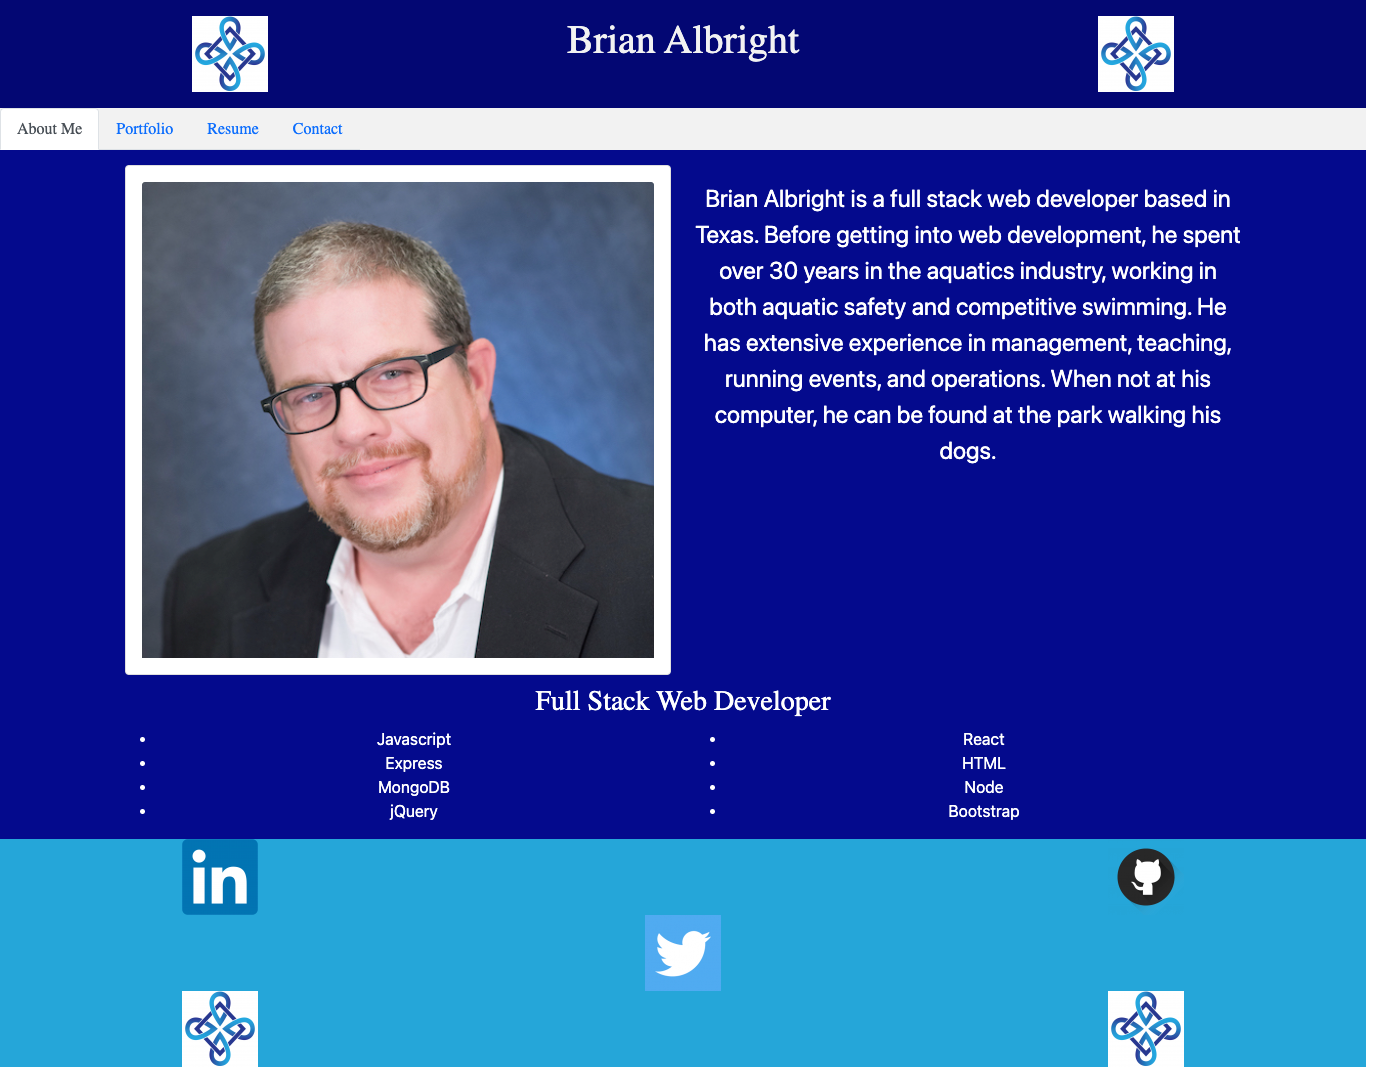 Brian Albright
About Me Portfolio Resume Contact
Brian Albright is a full stack web developer based in
Texas. Before getting into web development, he spent
over 30 years in the aquatics industry, working in
both aquatic safety and competitive swimming. He
has extensive experience in management, teaching,
running events, and operations. When not at his
computer, he can be found at the park walking his
dogs.
Full Stack Web Developer
• Javascript
• Express
• MongoDB
• jQuery
• React
• HTML
• Node
• Bootstrap
in